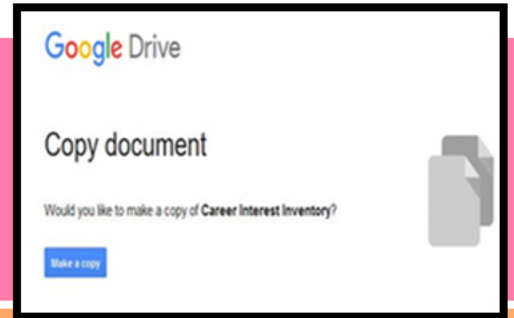 Google Drive
Copy document
Would you like to make a copy of Career Interest Inventory?
Make a copy